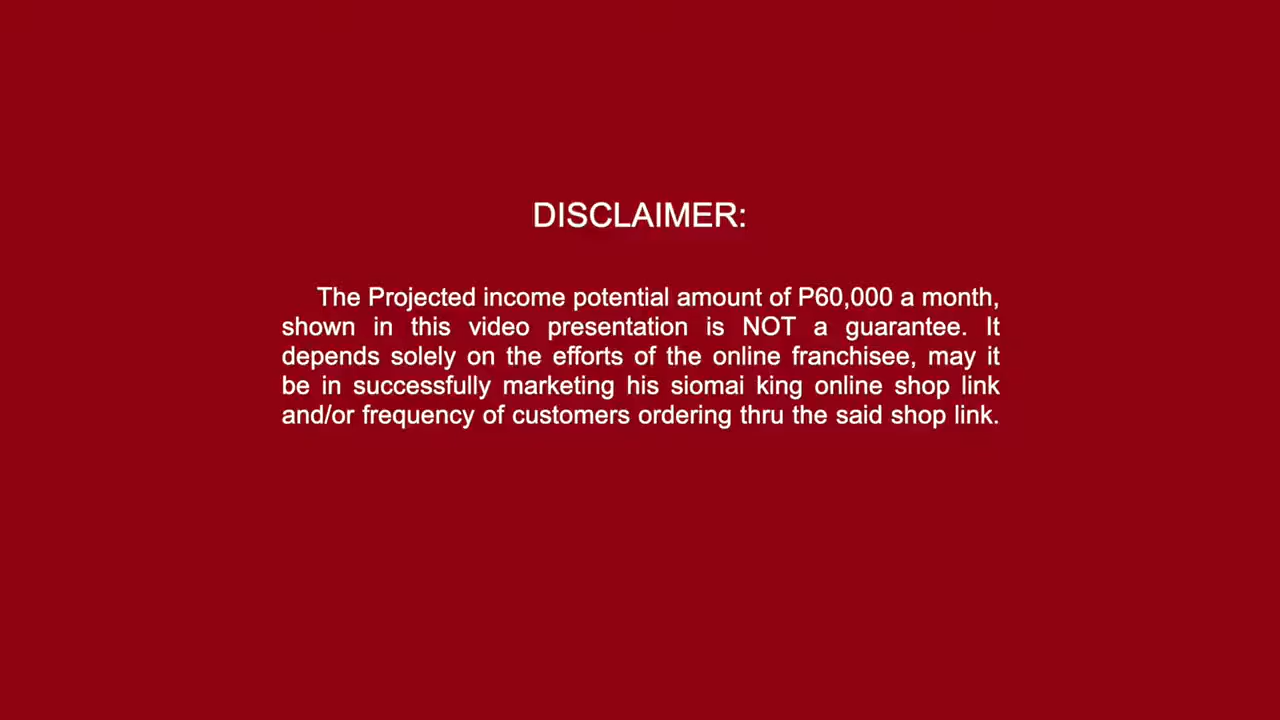 DISCLAIMER:
The Projected income potential amount of P60,000 a month,
shown in this video presentation is NOT a guarantee. It
depends solely on the efforts of the online franchisee, may it
be in successfully marketing his siomai king online shop link
and/or frequency of customers ordering thru the said shop link.